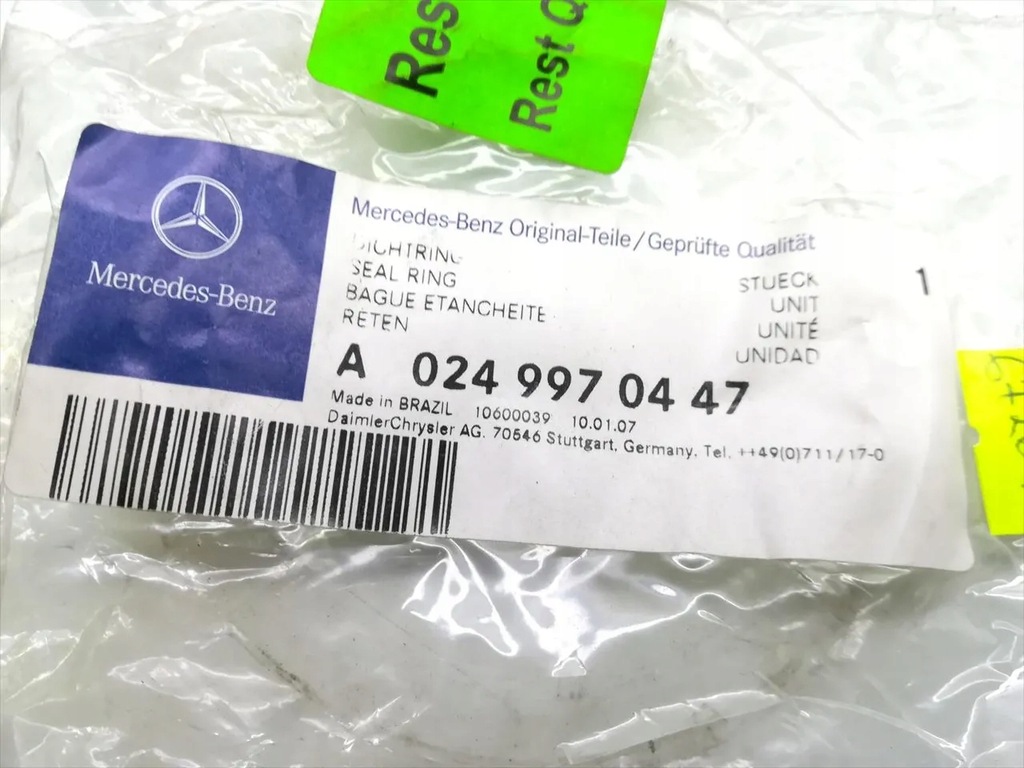 Res
Rest Q
Mercedes-Benz
Mercedes-Benz Original-Teile/Geprüfte Qualität
DICHTRING
SEAL RING
BAGUE ETANCHEITE
RETEN
STUECK
UNIT
UNITÉ
UNIDAD
1
A 024 997 04 47
Made in BRAZIL 10600039 10.01.07
DaimlerChrysler AG. 70546 Stuttgart, Germany. Tel. ++49(0)711/17-0